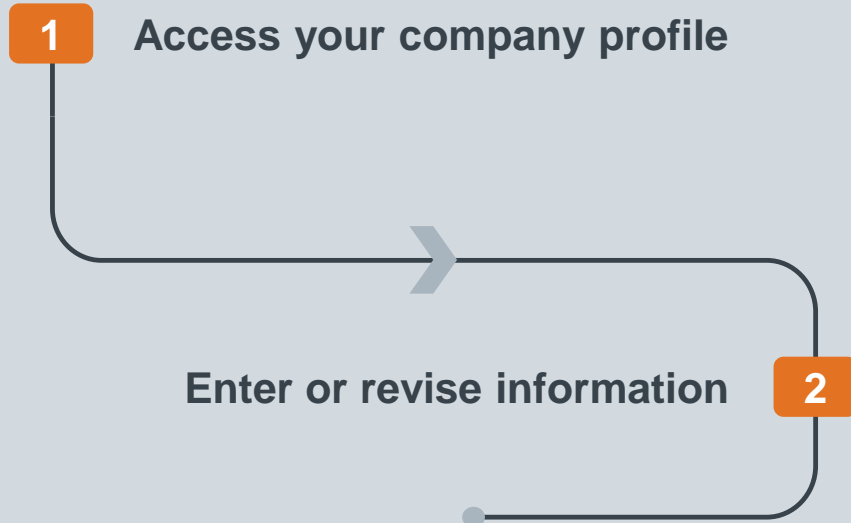 1 Access your company profile
Enter or revise information 2